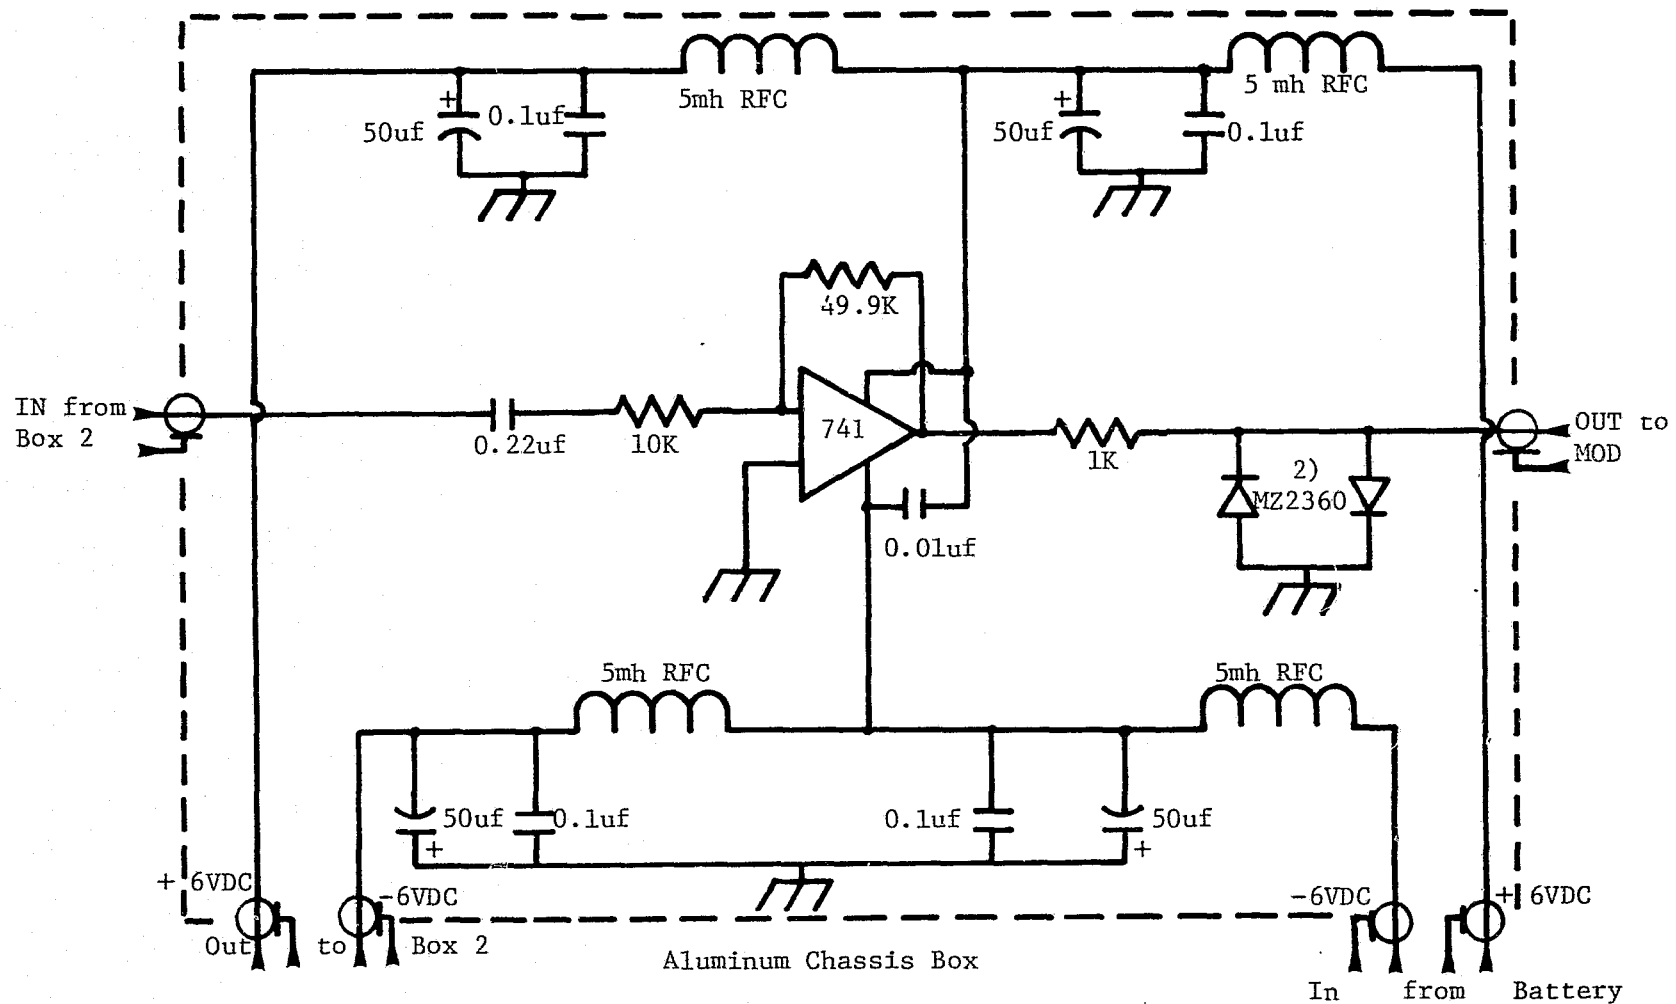 5mh RFC
5 mh RFC
+
50uf
0.1uf
+
50uf
0.1uf
49.9K
IN from
Box 2
0.22uf
10K
741
1K
OUT to
MOD
2)
MZ2360
0.01uf
5mh RFC
5mh RFC
50uf
+
0.1uf
0.1uf
50uf
+
+ 6VDC
-6VDC
-6VDC
+ 6VDC
Out to Box 2
Aluminum Chassis Box
In from Battery